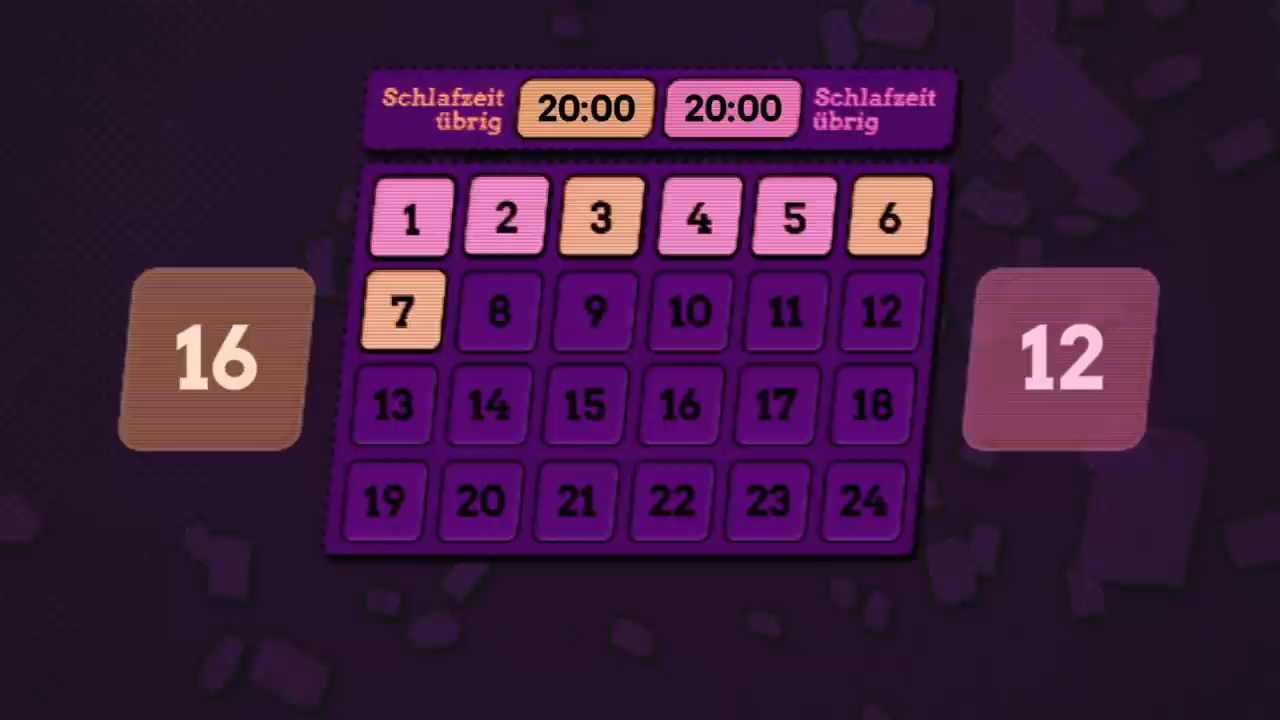 Schlafzeit
übrig
20:00 20:00
Schlafzeit
übrig
1 2 3 4 5 6
7 8 9 10 11 12
16
12
13 14 15 16 17 18
19 20 21 22 23 24